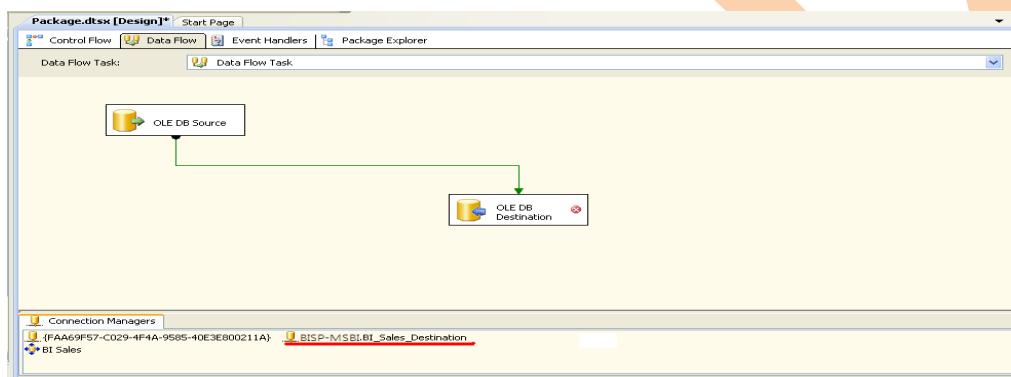 Package.dtsx [Design]* Start Page
Control Flow Data Flow Event Handlers Package Explorer
Data Flow Task: Data Flow Task
OLE DB Source
OLE DB
Destination
Connection Managers
{FAA69F57-C029-4F4A-9585-40E3E800211A} BISP-MSBI.BI_Sales_Destination
BI Sales